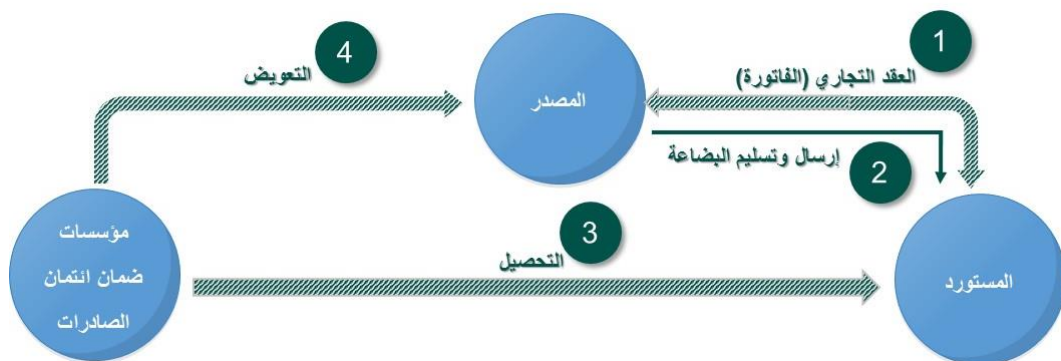 1
العقد التجاري (الفاتورة)
المصدر
4
التعويض
2
إرسال وتسليم البضاعة
3
التحصيل
المستورد
مؤسسات
ضمان ائتمان
الصادرات